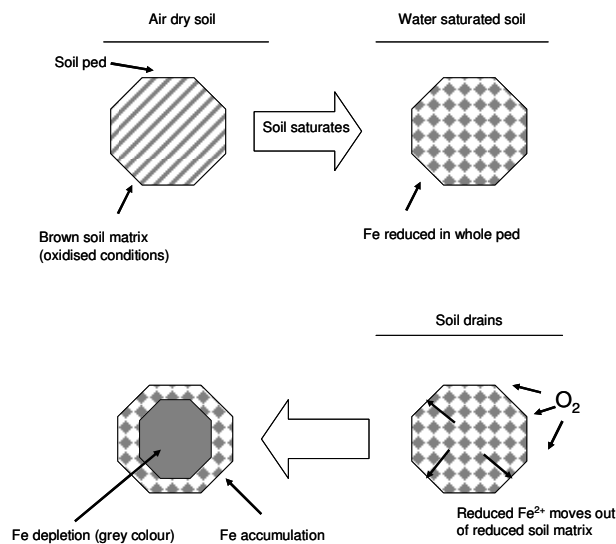 Air dry soil
Water saturated soil
Soil ped
Soil saturates
Brown soil matrix
(oxidised conditions)
Fe reduced in whole ped
Soil drains
O₂
Reduced Fe²⁺ moves out
of reduced soil matrix
Fe depletion (grey colour)
Fe accumulation